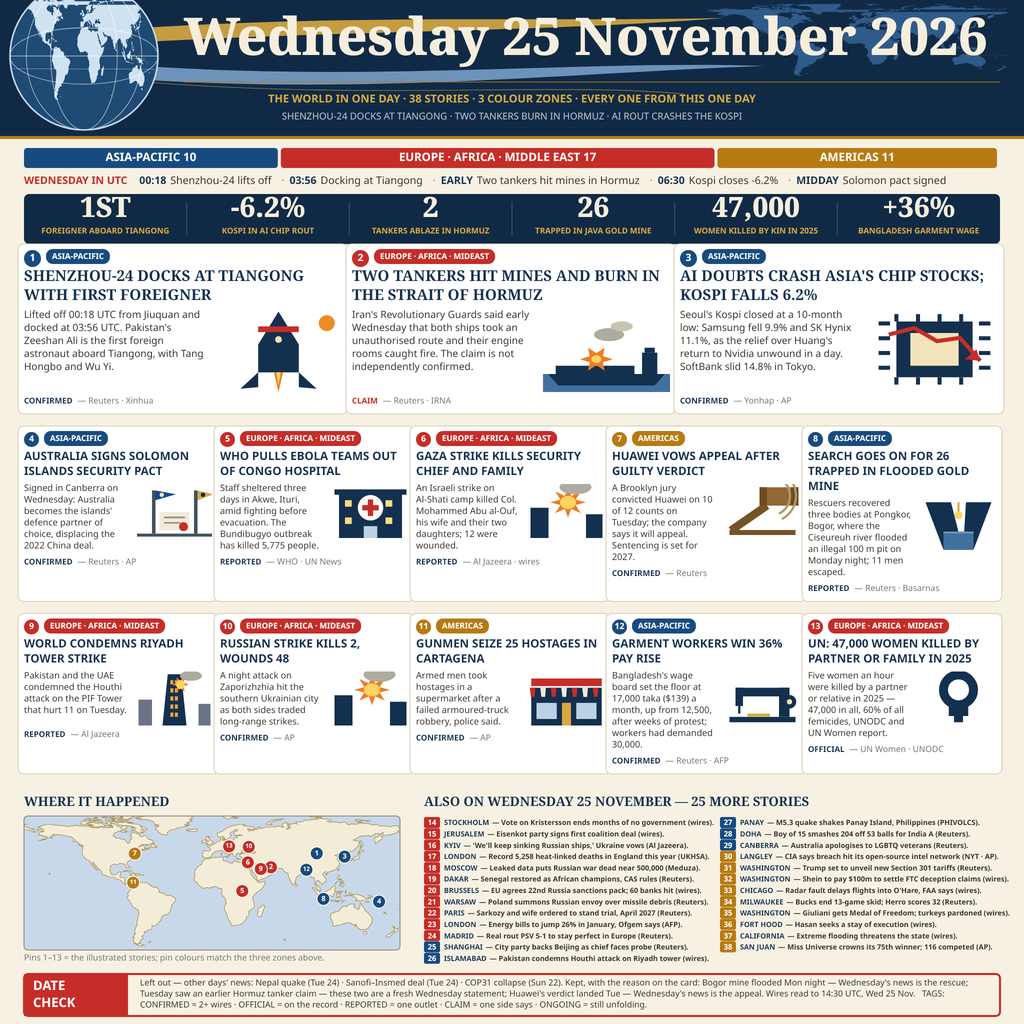 Wednesday 25 November 2026
THE WORLD IN ONE DAY · 38 STORIES · 3 COLOUR ZONES · EVERY ONE FROM THIS ONE DAY
SHENZHOU-24 DOCKS AT TIANGONG · TWO TANKERS BURN IN HORMUZ · AI ROUT CRASHES THE KOSPI
ASIA-PACIFIC 10
EUROPE · AFRICA · MIDDLE EAST 17
AMERICAS 11
WEDNESDAY IN UTC 00:18 Shenzhou-24 lifts off · 03:56 Docking at Tiangong · EARLY Two tankers hit mines in Hormuz · 06:30 Kospi closes -6.2% · MIDDAY Solomon pact signed
1ST
FOREIGNER ABOARD TIANGONG
-6.2%
KOSPI IN AI CHIP ROUT
2
TANKERS ABLAZE IN HORMUZ
26
TRAPPED IN JAVA GOLD MINE
47,000
WOMEN KILLED BY KIN IN 2025
+36%
BANGLADESH GARMENT WAGE
1 ASIA-PACIFIC
SHENZHOU-24 DOCKS AT TIANGONG
WITH FIRST FOREIGNER
Lifted off 00:18 UTC from Jiuquan and
docked at 03:56 UTC. Pakistan's
Zeeshan Ali is the first foreign
astronaut aboard Tiangong, with Tang
Hongbo and Wu Yi.
CONFIRMED — Reuters · Xinhua
2 EUROPE · AFRICA · MIDEAST
TWO TANKERS HIT MINES AND BURN IN
THE STRAIT OF HORMUZ
Iran's Revolutionary Guards said early
Wednesday that both ships took an
unauthorised route and their engine
rooms caught fire. The claim is not
independently confirmed.
CLAIM — Reuters · IRNA
3 ASIA-PACIFIC
AI DOUBTS CRASH ASIA'S CHIP STOCKS;
KOSPI FALLS 6.2%
Seoul's Kospi closed at a 10-month
low: Samsung fell 9.9% and SK Hynix
11.1%, as the relief over Huang's
return to Nvidia unwound in a day.
SoftBank slid 14.8% in Tokyo.
CONFIRMED — Yonhap · AP
4 ASIA-PACIFIC
AUSTRALIA SIGNS SOLOMON
ISLANDS SECURITY PACT
Signed in Canberra on
Wednesday: Australia
becomes the islands'
defence partner of
choice, displacing the
2022 China deal.
CONFIRMED — Reuters · AP
5 EUROPE · AFRICA · MIDEAST
WHO PULLS EBOLA TEAMS OUT
OF CONGO HOSPITAL
Staff sheltered three
days in Akwe, Ituri,
amid fighting before
evacuation. The
Bundibugyo outbreak
has killed 5,775 people.
REPORTED — WHO · UN News
6 EUROPE · AFRICA · MIDEAST
GAZA STRIKE KILLS SECURITY
CHIEF AND FAMILY
An Israeli strike on
Al-Shati camp killed Col.
Mohammed Abu al-Ouf,
his wife and their two
daughters; 12 were
wounded.
REPORTED — Al Jazeera · wires
7 AMERICAS
HUAWEI VOWS APPEAL AFTER
GUILTY VERDICT
A Brooklyn jury
convicted Huawei on 10
of 12 counts on
Tuesday; the company
says it will appeal.
Sentencing is set for
2027.
CONFIRMED — Reuters
8 ASIA-PACIFIC
SEARCH GOES ON FOR 26
TRAPPED IN FLOODED GOLD
MINE
Rescuers recovered
three bodies at Pongkor,
Bogor, where the
Ciseureuh river flooded
an illegal 100 m pit on
Monday night; 11 men
escaped.
REPORTED — Reuters · Basarnas
9 EUROPE · AFRICA · MIDEAST
WORLD CONDEMNS RIYADH
TOWER STRIKE
Pakistan and the UAE
condemned the Houthi
attack on the PIF Tower
that hurt 11 on Tuesday.
REPORTED — Al Jazeera
10 EUROPE · AFRICA · MIDEAST
RUSSIAN STRIKE KILLS 2,
WOUNDS 48
A night attack on
Zaporizhzhia hit the
southern Ukrainian city
as both sides traded
long-range strikes.
CONFIRMED — AP
11 AMERICAS
GUNMEN SEIZE 25 HOSTAGES IN
CARTAGENA
Armed men took
hostages in a
supermarket after a
failed armoured-truck
robbery, police said.
CONFIRMED — AP
12 ASIA-PACIFIC
GARMENT WORKERS WIN 36%
PAY RISE
Bangladesh's wage
board set the floor at
17,000 taka ($139) a
month, up from 12,500,
after weeks of protest;
workers had demanded
30,000.
CONFIRMED — Reuters · AFP
13 EUROPE · AFRICA · MIDEAST
UN: 47,000 WOMEN KILLED BY
PARTNER OR FAMILY IN 2025
Five women an hour
were killed by a partner
or relative in 2025 —
47,000 in all, 60% of all
femicides, UNODC and
UN Women report.
OFFICIAL — UN Women · UNODC
WHERE IT HAPPENED
13
10
7
6
9
2
1
3
12
11
5
8
4
Pins 1–13 = the illustrated stories; pin colours match the three zones above.
ALSO ON WEDNESDAY 25 NOVEMBER — 25 MORE STORIES
14 STOCKHOLM — Vote on Kristersson ends months of no government (wires).
15 JERUSALEM — Eisenkot party signs first coalition deal (wires).
16 KYIV — 'We'll keep sinking Russian ships,' Ukraine vows (Al Jazeera).
17 LONDON — Record 5,258 heat-linked deaths in England this year (UKHSA).
18 MOSCOW — Leaked data puts Russian war dead near 500,000 (Meduza).
19 DAKAR — Senegal stays African champions, CAS rules (Reuters).
20 BRUSSELS — EU agrees 22nd Russia sanctions pack; 60 banks hit (wires).
21 WARSAW — Poland summons Russian envoy over missile debris (Reuters).
22 PARIS — Sarkozy and wife ordered to stand trial, April 2027 (Reuters).
23 LONDON — Energy bills to jump 26% in January, Ofgem says (AFP).
24 MADRID — Real rout PSV 5-1 to stay perfect in Europe (Reuters).
25 SHANGHAI — City party backs Beijing as chief faces probe (Reuters).
26 ISLAMABAD — Pakistan condemns Houthi attack on Riyadh tower (wires).
27 PANAY — M5.3 quake shakes Panay Island, Philippines (PHIVOLCS).
28 DOHA — Boy of 15 smashes 204 off 53 balls for India A (Reuters).
29 CANBERRA — Australia apologises to LGBTQ veterans (Reuters).
30 LANGLEY — CIA says breach hit its open-source intel network (NYT · AP).
31 WASHINGTON — Trump set to unveil new Section 301 tariffs (Reuters).
32 WASHINGTON — Shein to pay $100m to settle FTC deception claims (wires).
33 CHICAGO — Radar fault delays flights into O'Hare, FAA says (wires).
34 MILWAUKEE — Bucks end 13-game skid; Herro scores 32 (Reuters).
35 WASHINGTON — Giuliani gets Medal of Freedom; turkeys pardoned (wires).
36 FORT HOOD — Hasan seeks a stay of execution (wires).
37 CALIFORNIA — Extreme flooding threatens the state (wires).
38 SAN JUAN — Miss Universe crowns its 75th winner; 116 competed (AP).
DATE
CHECK
Left out — other days' news: Nepal quake (Tue 24) · Sanofi–Insmed deal (Tue 24) · COP31 collapse (Sun 22). Kept, with the reason on the card: Bogor mine flooded Mon night — Wednesday's news is the rescue;
Tuesday saw an earlier Hormuz tanker claim — these two are a fresh Wednesday statement; Huawei's verdict landed Tue — Wednesday's news is the appeal. Wires read to 14:30 UTC, Wed 25 Nov. TAGS:
CONFIRMED = 2+ wires · OFFICIAL = on the record · REPORTED = one outlet · CLAIM = one side says · ONGOING = still unfolding.